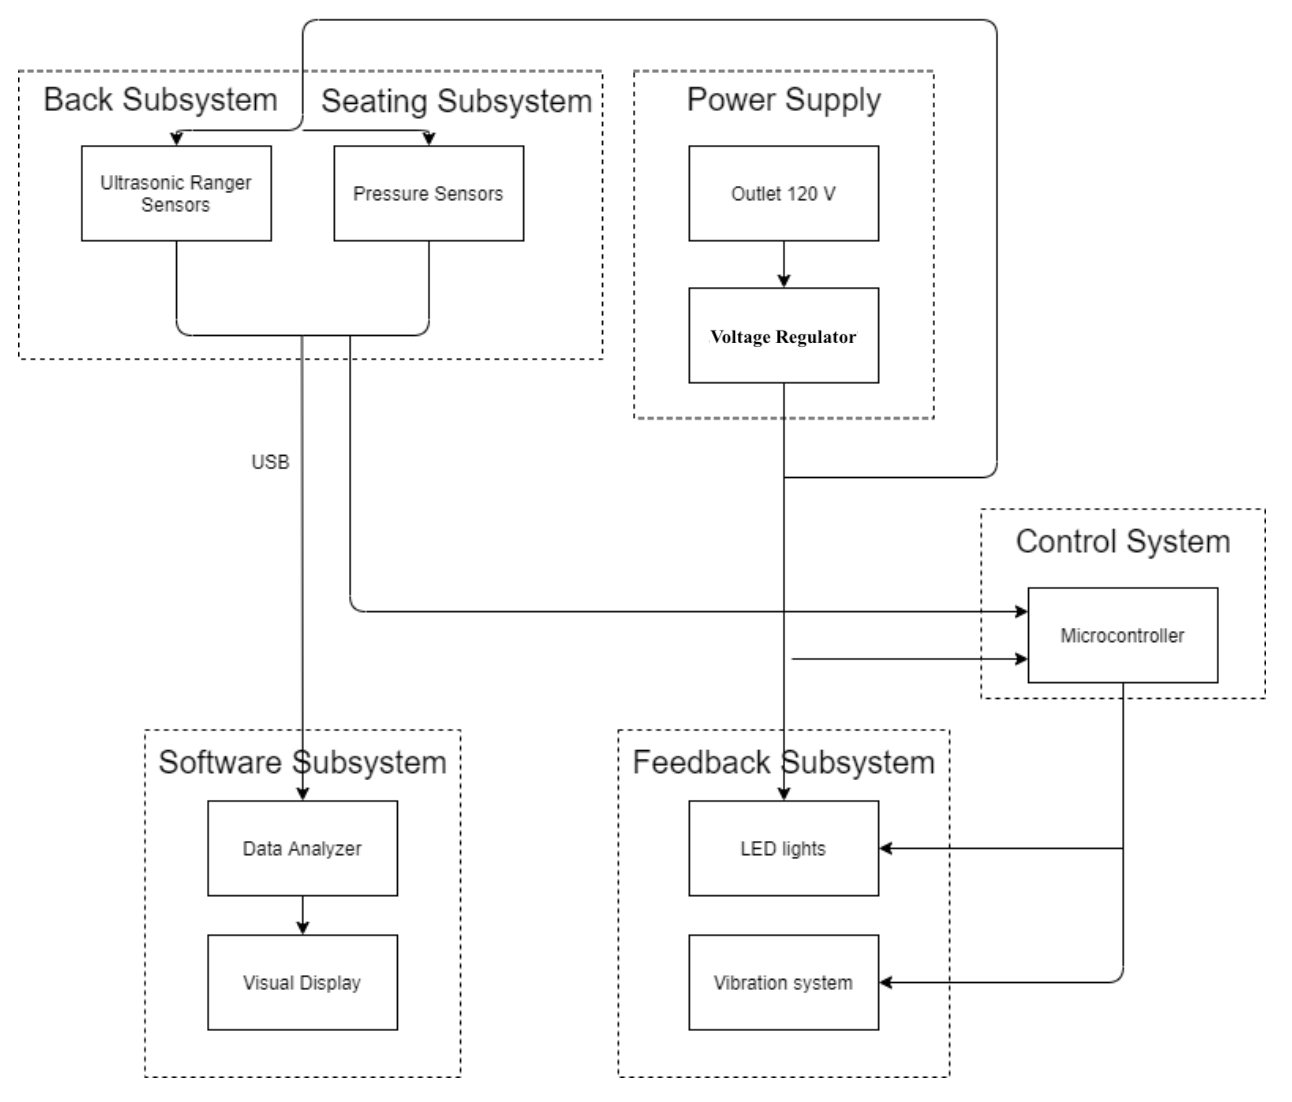 Back Subsystem
Seating Subsystem
Power Supply
Ultrasonic Ranger
Sensors
Pressure Sensors
Outlet 120 V
Voltage Regulator
USB
Control System
Microcontroller
Software Subsystem
Feedback Subsystem
Data Analyzer
LED lights
Visual Display
Vibration system